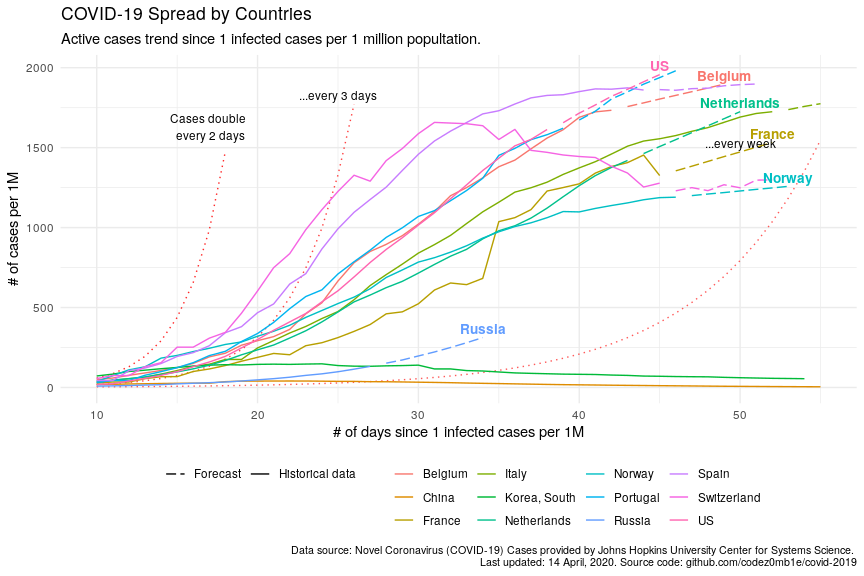 COVID-19 Spread by Countries
Active cases trend since 1 infected cases per 1 million popultation.
# of cases per 1M
2000
1500
1000
500
0
US
Belgium
...every 3 days
Netherlands
Cases double
every 2 days
France
...every week
Norway
Russia
10 20 30 40 50
# of days since 1 infected cases per 1M
Forecast Historical data
Belgium Italy Norway Spain
China Korea, South Portugal Switzerland
France Netherlands Russia US
Data source: Novel Coronavirus (COVID-19) Cases provided by Johns Hopkins University Center for Systems Science.
Last updated: 14 April, 2020. Source code: github.com/codez0mb1e/covid-2019